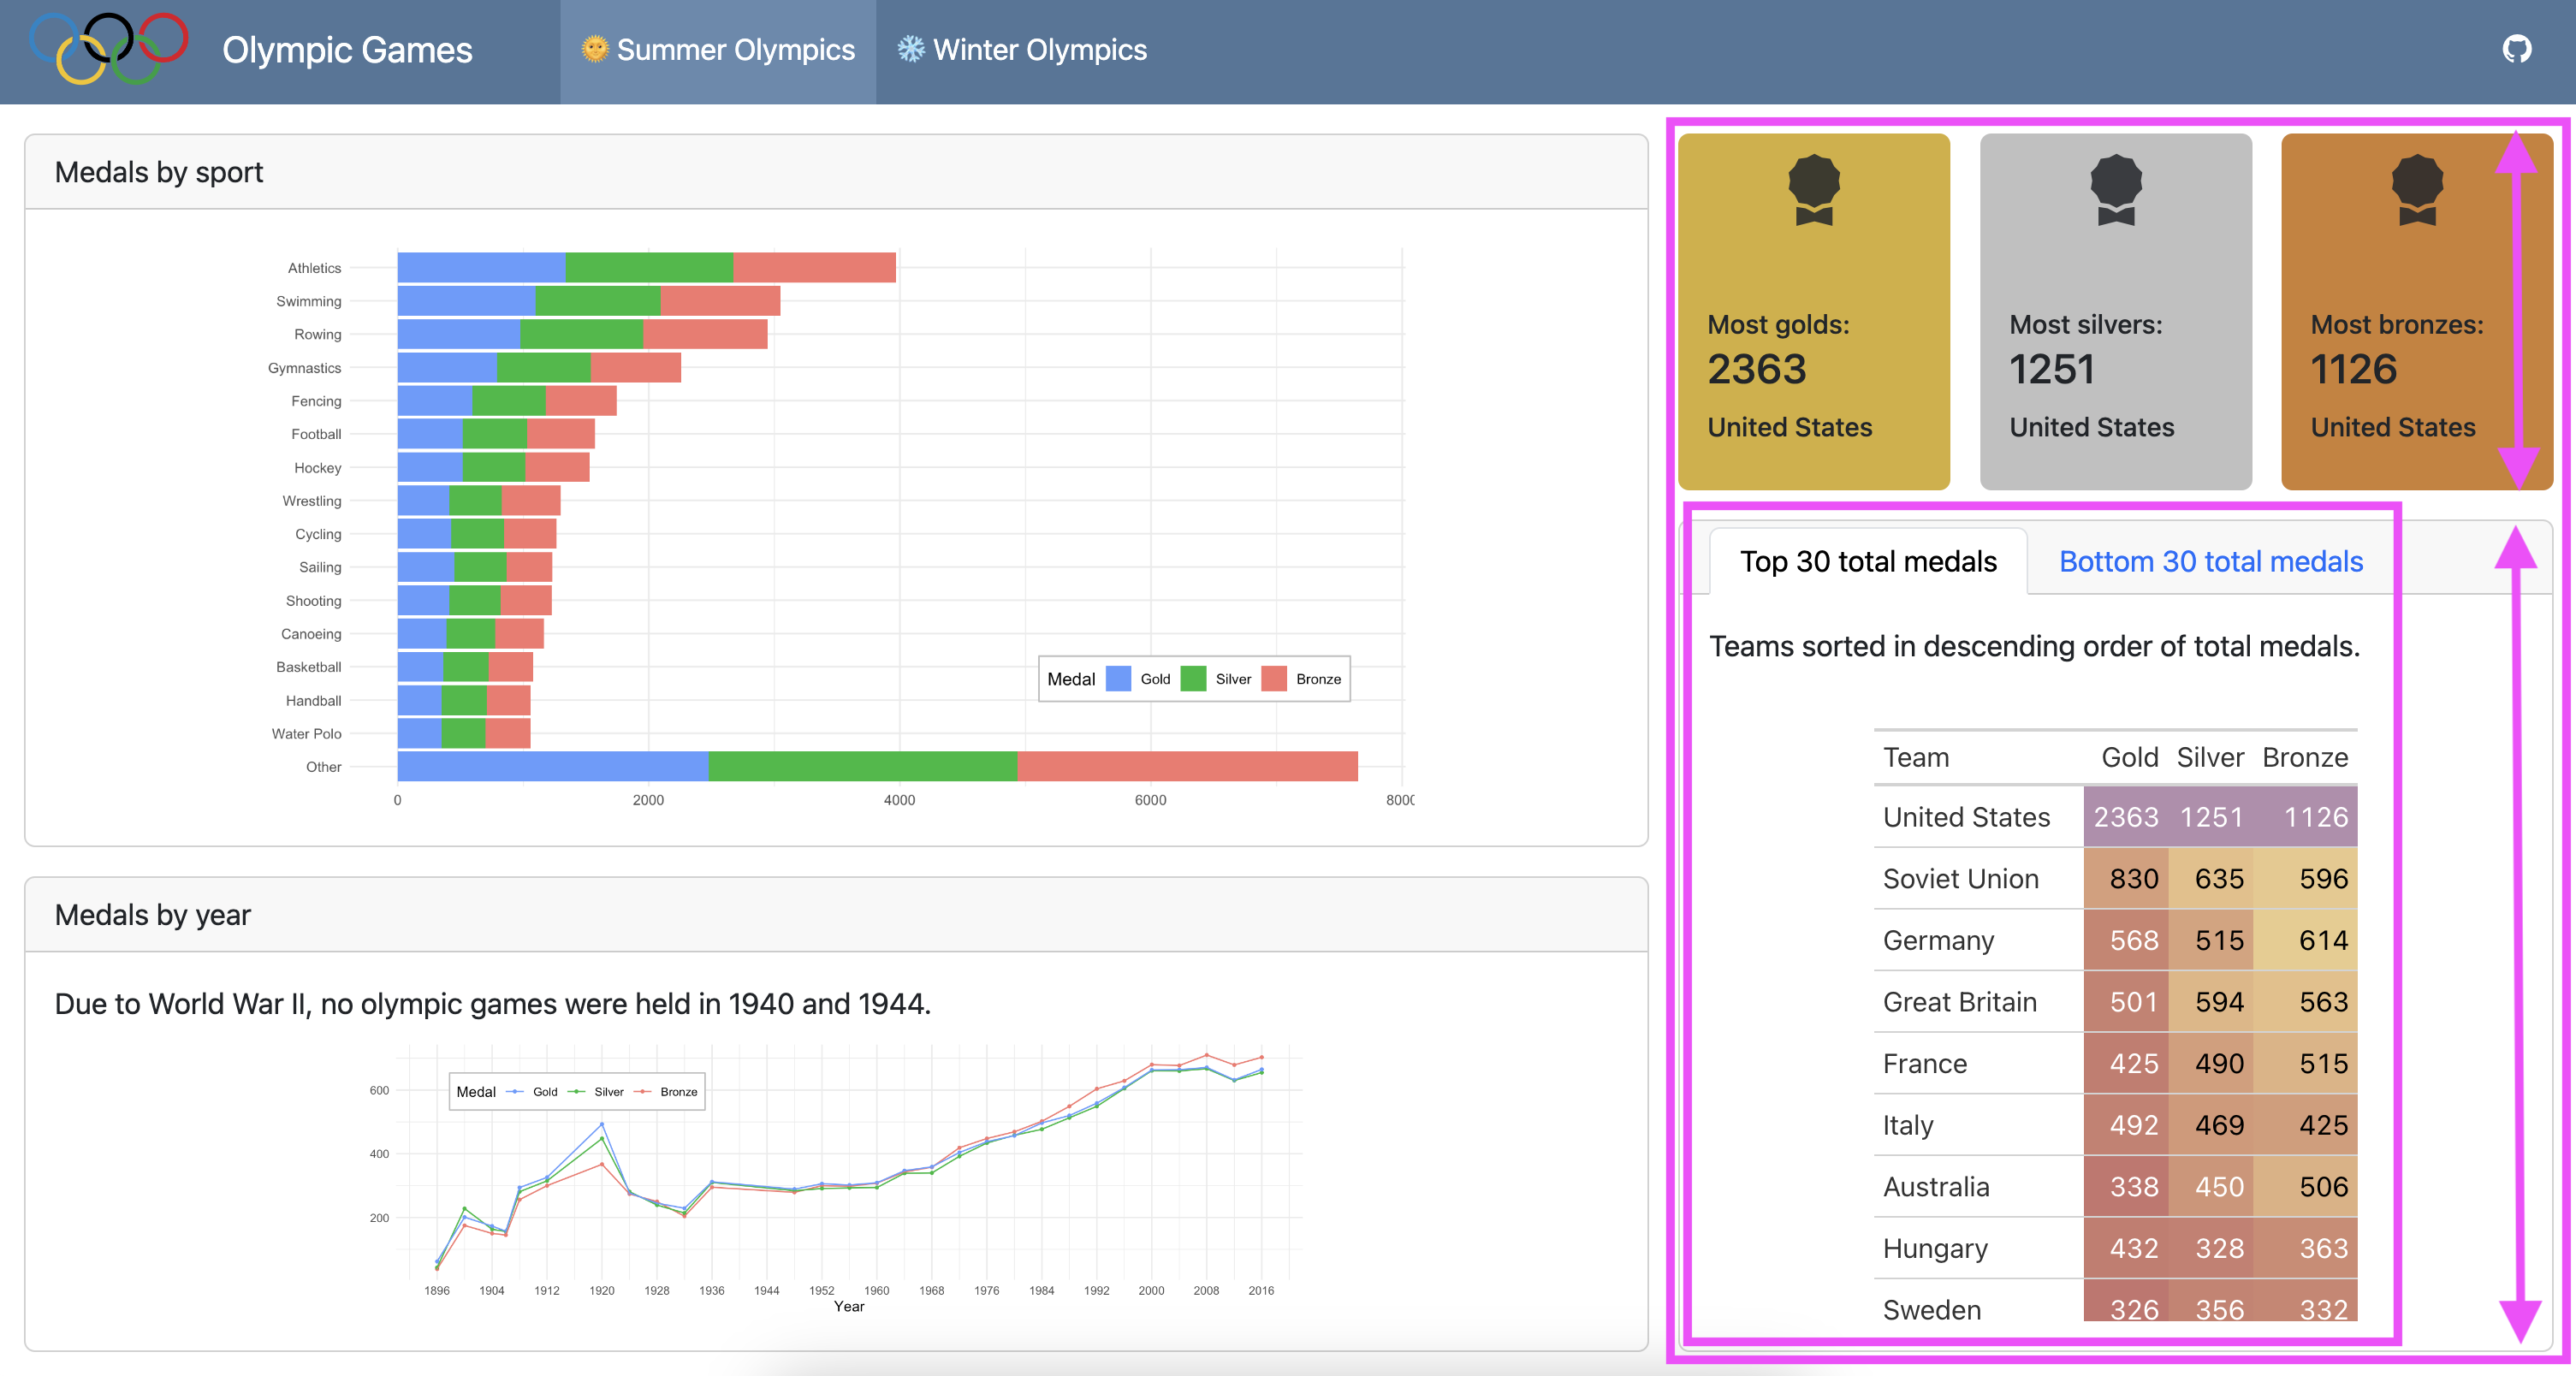 Olympic Games
🌞 Summer Olympics
❄️ Winter Olympics
Medals by sport
Athletics
Swimming
Rowing
Gymnastics
Fencing
Football
Hockey
Wrestling
Cycling
Sailing
Shooting
Canoeing
Basketball
Handball
Water Polo
Other
0 2000 4000 6000 8000
Medal Gold Silver Bronze
Medals by year
Due to World War II, no olympic games were held in 1940 and 1944.
Medal Gold Silver Bronze
600
400
200
1896 1904 1912 1920 1928 1936 1944 1952 1960 1968 1976 1984 1992 2000 2008 2016
Year
Most golds:
2363
United States
Most silvers:
1251
United States
Most bronzes:
1126
United States
Top 30 total medals
Bottom 30 total medals
Teams sorted in descending order of total medals.
Team Gold Silver Bronze
United States 2363 1251 1126
Soviet Union 830 635 596
Germany 568 515 614
Great Britain 501 594 563
France 425 490 515
Italy 492 469 425
Australia 338 450 506
Hungary 432 328 363
Sweden 326 356 332